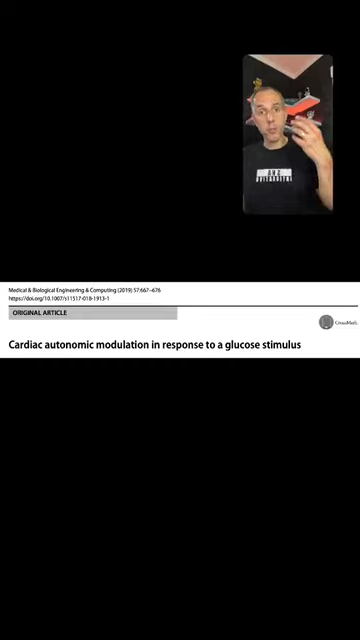 Medical & Biological Engineering & Computing (2019) 57:667–676
https://doi.org/10.1007/s11517-018-1913-1
ORIGINAL ARTICLE
CrossMark
Cardiac autonomic modulation in response to a glucose stimulus